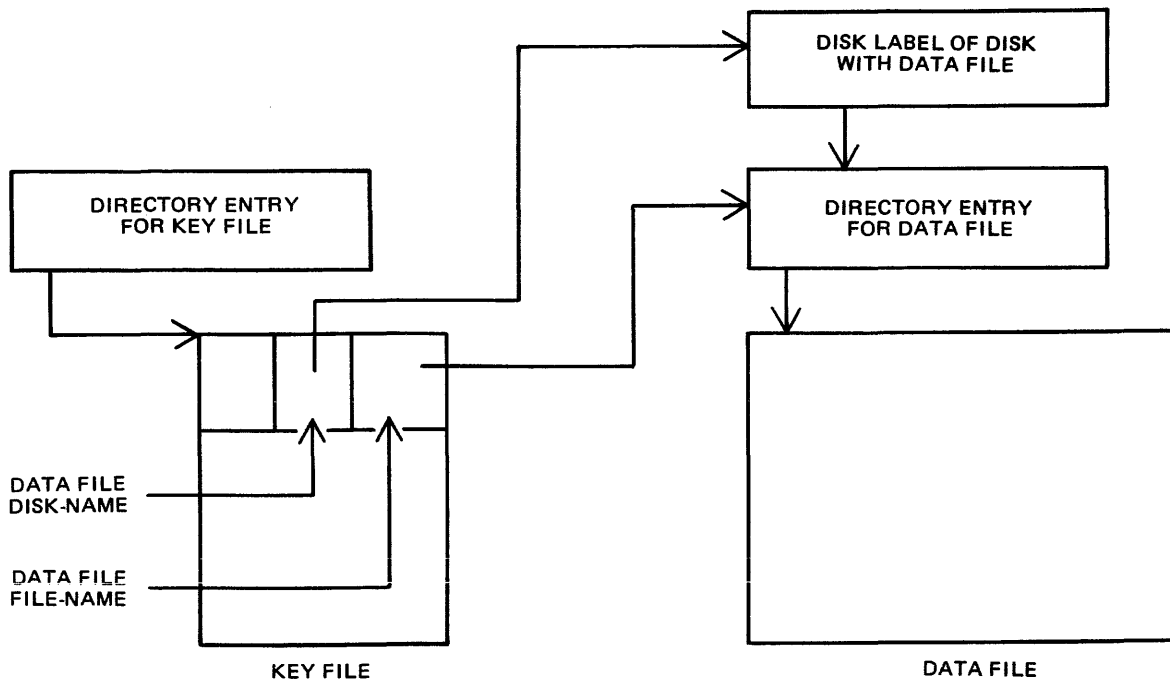 DISK LABEL OF DISK
WITH DATA FILE
DIRECTORY ENTRY
FOR KEY FILE
DIRECTORY ENTRY
FOR DATA FILE
DATA FILE
DISK-NAME
DATA FILE
FILE-NAME
KEY FILE
DATA FILE